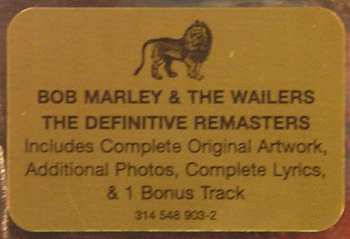 BOB MARLEY & THE WAILERS
THE DEFINITIVE REMASTERS
Includes Complete Original Artwork,
Additional Photos, Complete Lyrics,
& 1 Bonus Track
314 548 903-2